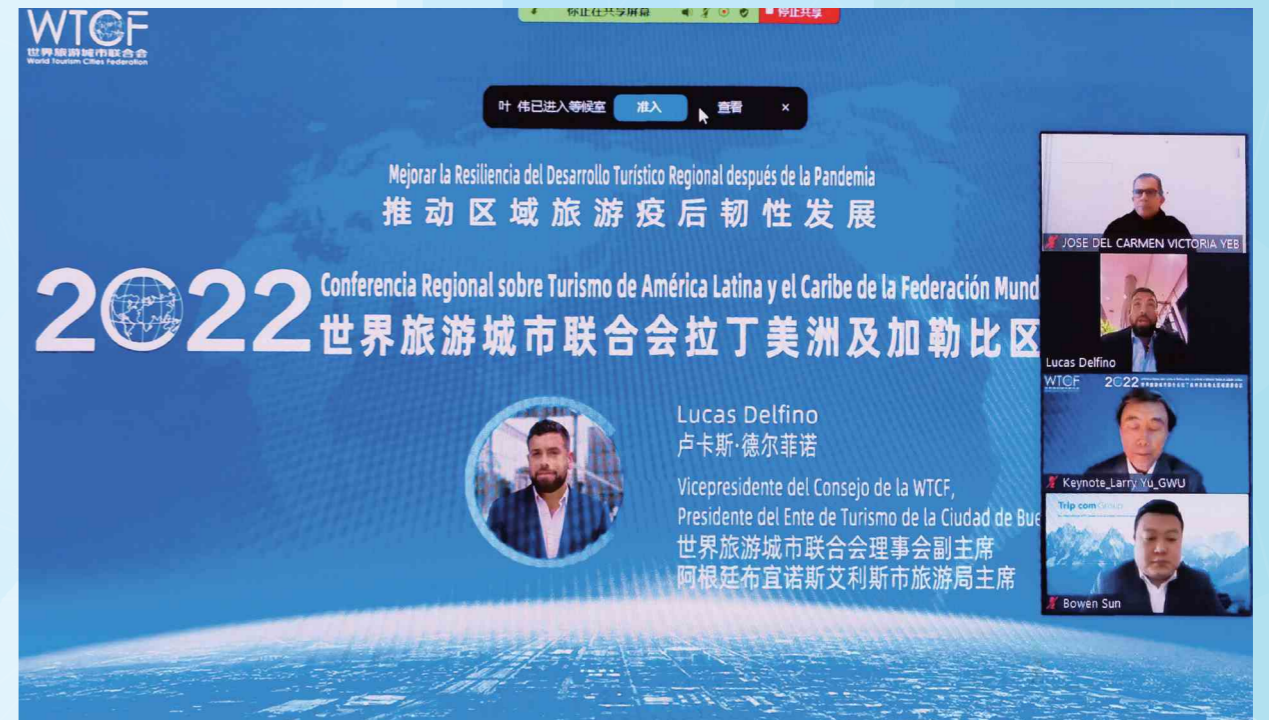 WTCF
世界旅游城市联合会
World Tourism Cities Federation
你正在共享屏幕
停止共享
叶 伟已进入等候室
准入
查看
×
Mejorar la Resiliencia del Desarrollo Turístico Regional después de la Pandemia
推动区域旅游疫后韧性发展
2022
Conferencia Regional sobre Turismo de América Latina y el Caribe de la Federación Mund
世界旅游城市联合会拉丁美洲及加勒比区
Lucas Delfino
卢卡斯·德尔菲诺
Vicepresidente del Consejo de la WTCF,
Presidente del Ente de Turismo de la Ciudad de Bue
世界旅游城市联合会理事会副主席
阿根廷布宜诺斯艾利斯市旅游局主席
JOSE DEL CARMEN VICTORIA YEB
Lucas Delfino
WTCF
2022
Keynote_Larry Yu_GWU
Trip com Group
Bowen Sun